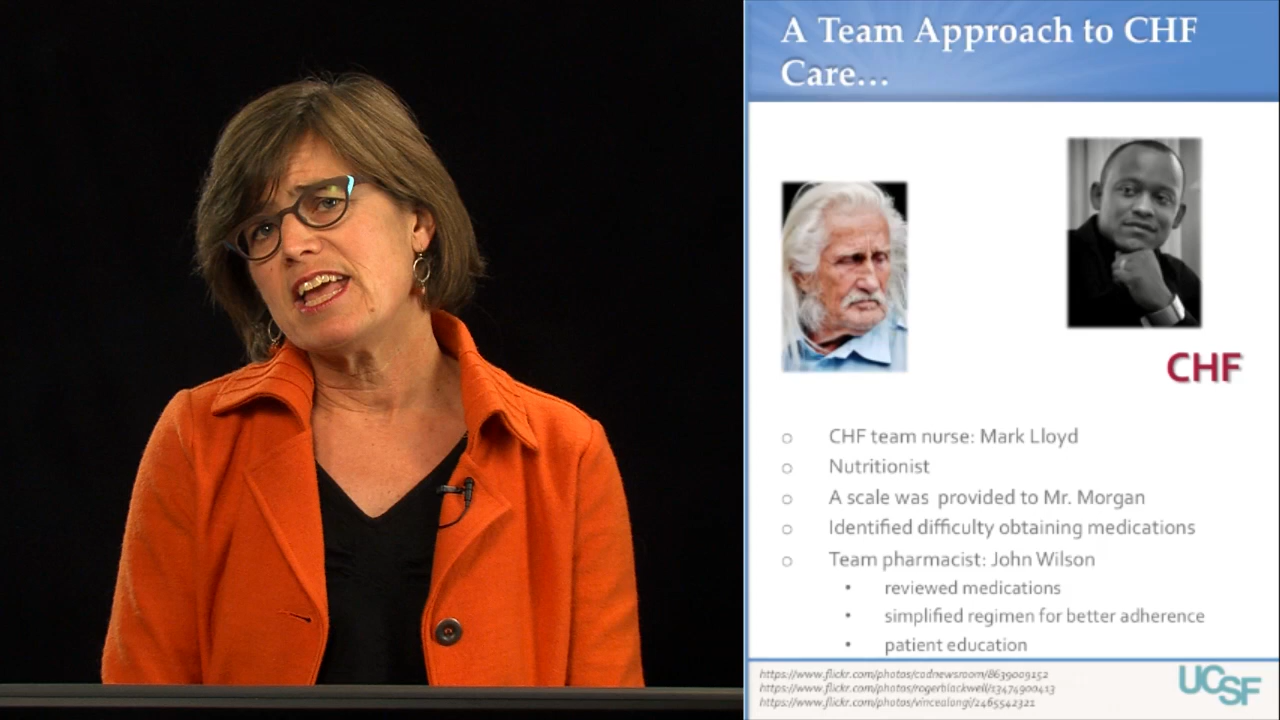 A Team Approach to CHF
Care...
CHF
CHF team nurse: Mark Lloyd
Nutritionist
A scale was provided to Mr. Morgan
Identified difficulty obtaining medications
Team pharmacist: John Wilson
reviewed medications
simplified regimen for better adherence
patient education
https://www.flickr.com/photos/codnewsroom/8639009152
https://www.flickr.com/photos/rogerblackwell/13474900413
https://www.flickr.com/photos/vincealongi/2465542321
UCSF